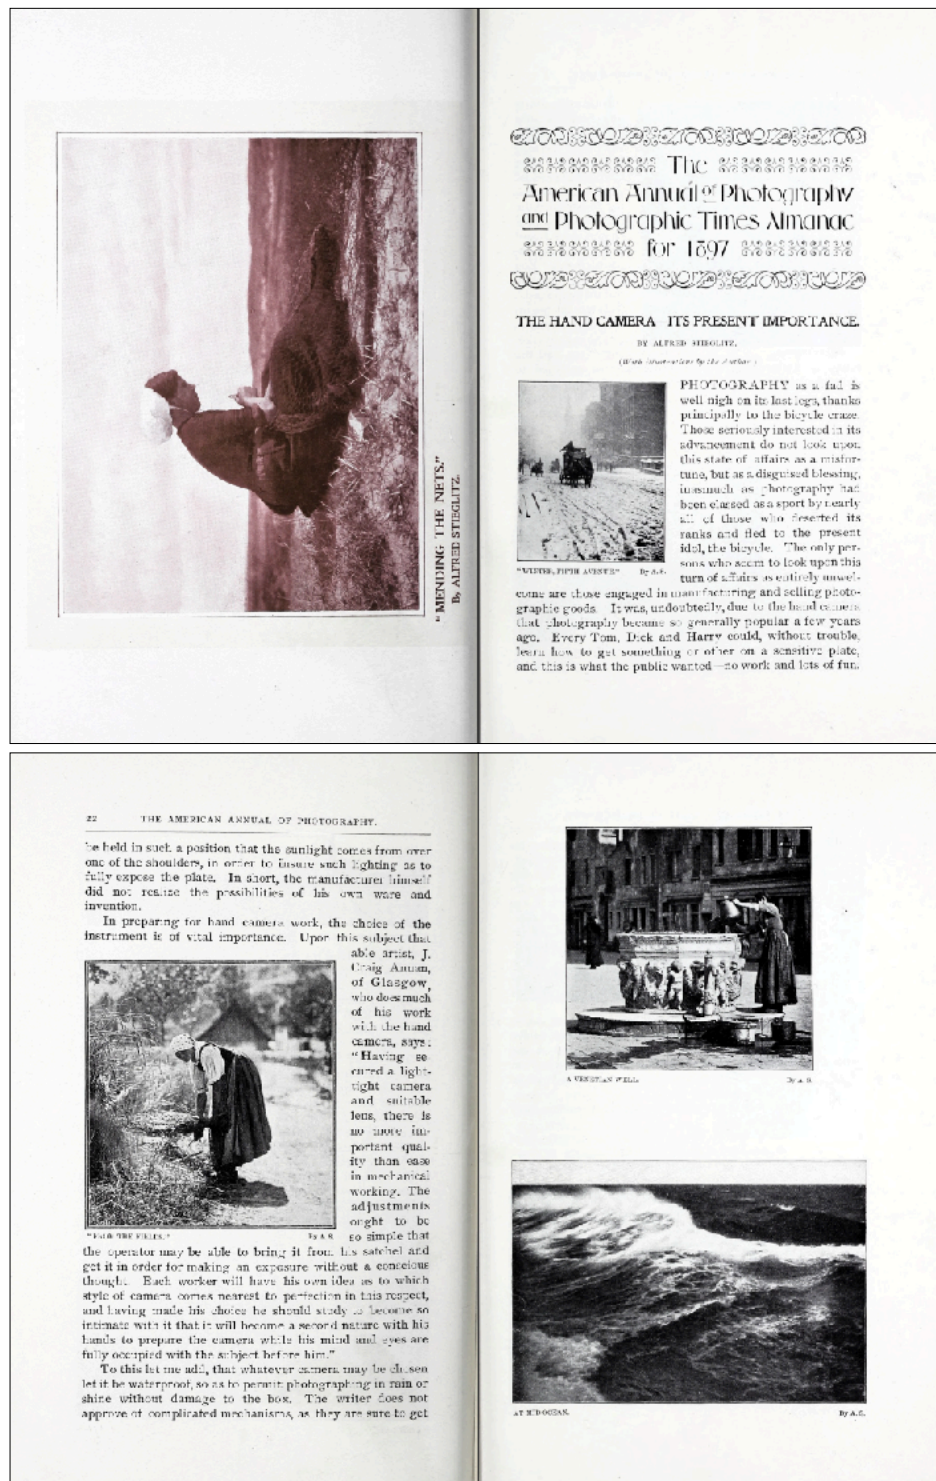 "MENDING THE NETS."
By ALFRED STIEGLITZ.
The
American Annual of Photography
and Photographic Times Almanac
for 1897
THE HAND CAMERA—ITS PRESENT IMPORTANCE.
BY ALFRED STIEGLITZ.
(With illustrations by the Author.)
PHOTOGRAPHY as a fad is
well nigh on its last legs, thanks
principally to the bicycle craze.
Those seriously interested in its
advancement do not look upon
this state of affairs as a misfor-
tune, but as a disguised blessing,
inasmuch as photography had
been classed as a sport by nearly
all of those who deserted its
ranks and fled to the present
idol, the bicycle. The only per-
sons who seem to look upon this
turn of affairs as entirely unwel-
"WINTER, FIFTH AVENUE." By A.S.
come are those engaged in manufacturing and selling photo-
graphic goods. It was, undoubtedly, due to the hand camera
that photography became so generally popular a few years
ago. Every Tom, Dick and Harry could, without trouble,
learn how to get something or other on a sensitive plate,
and this is what the public wanted—no work and lots of fun.
22 THE AMERICAN ANNUAL OF PHOTOGRAPHY.
be held in such a position that the sunlight comes from over
one of the shoulders, in order to insure such lighting as to
fully expose the plate. In short, the manufacturer himself
did not realize the possibilities of his own ware and
invention.
In preparing for hand camera work, the choice of the
instrument is of vital importance. Upon this subject that
able artist, J.
Craig Annan,
of Glasgow,
who does much
of his work
with the hand
camera, says:
"Having se-
cured a light-
tight camera
and suitable
lens, there is
no more im-
portant qual-
ity than ease
in mechanical
working. The
adjustments
ought to be
so simple that
THE FIELDS." By A.S.
the operator may be able to bring it from his satchel and
get it in order for making an exposure without a conscious
thought. Each worker will have his own idea as to which
style of camera comes nearest to perfection in this respect,
and having made his choice he should study to become so
intimate with it that it will become a second nature with his
hands to prepare the camera while his mind and eyes are
fully occupied with the subject before him."
To this let me add, that whatever camera may be chosen
let it be waterproof, so as to permit photographing in rain or
shine without damage to the box. The writer does not
approve of complicated mechanisms, as they are sure to get
A VENETIAN WELL. By A.S.
AT MID-OCEAN. By A.S.